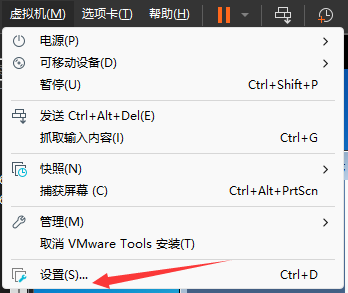 虚拟机(M) 选项卡(T) 帮助(H)
电源(P)
可移动设备(D)
暂停(U) Ctrl+Shift+P
发送 Ctrl+Alt+Del(E)
抓取输入内容(I) Ctrl+G
快照(N)
捕获屏幕 (C) Ctrl+Alt+PrtScn
管理(M)
取消 VMware Tools 安装(T)
设置(S)... Ctrl+D